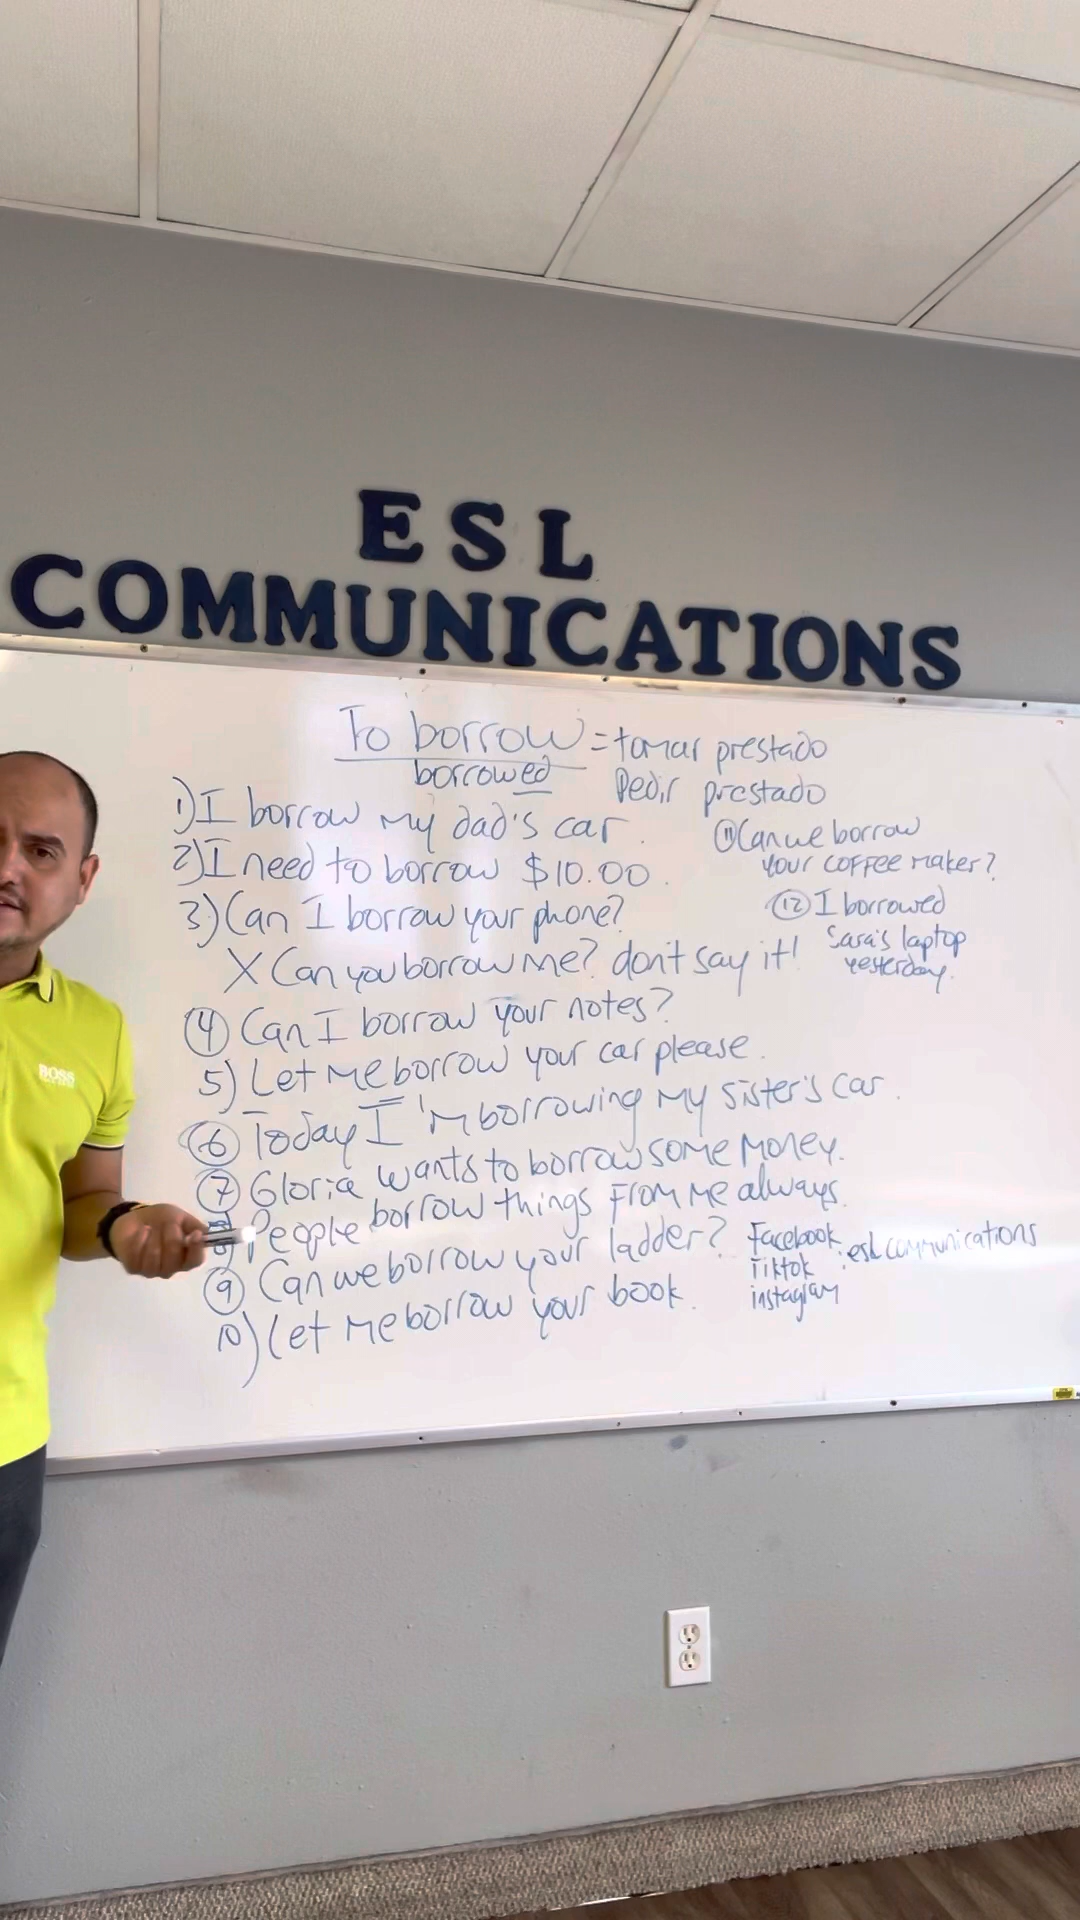 ESL
COMMUNICATIONS
To borrow = tomar prestado
borrowed Pedir prestado
1) I borrow my dad's car.
2) I need to borrow $10.00.
3) Can I borrow your phone?
X Can you borrow me? don't say it!
4 Can I borrow your notes?
5) Let me borrow your car please.
6 Today I'm borrowing my sister's car.
7 Gloria wants to borrow some money.
8) People borrow things from me always.
9 Can we borrow your ladder?
10) Let me borrow your book.
11 Can we borrow
your coffee maker?
12 I borrowed
Sara's laptop
yesterday.
Facebook
Tiktok . esl communications
instagram
BOSS